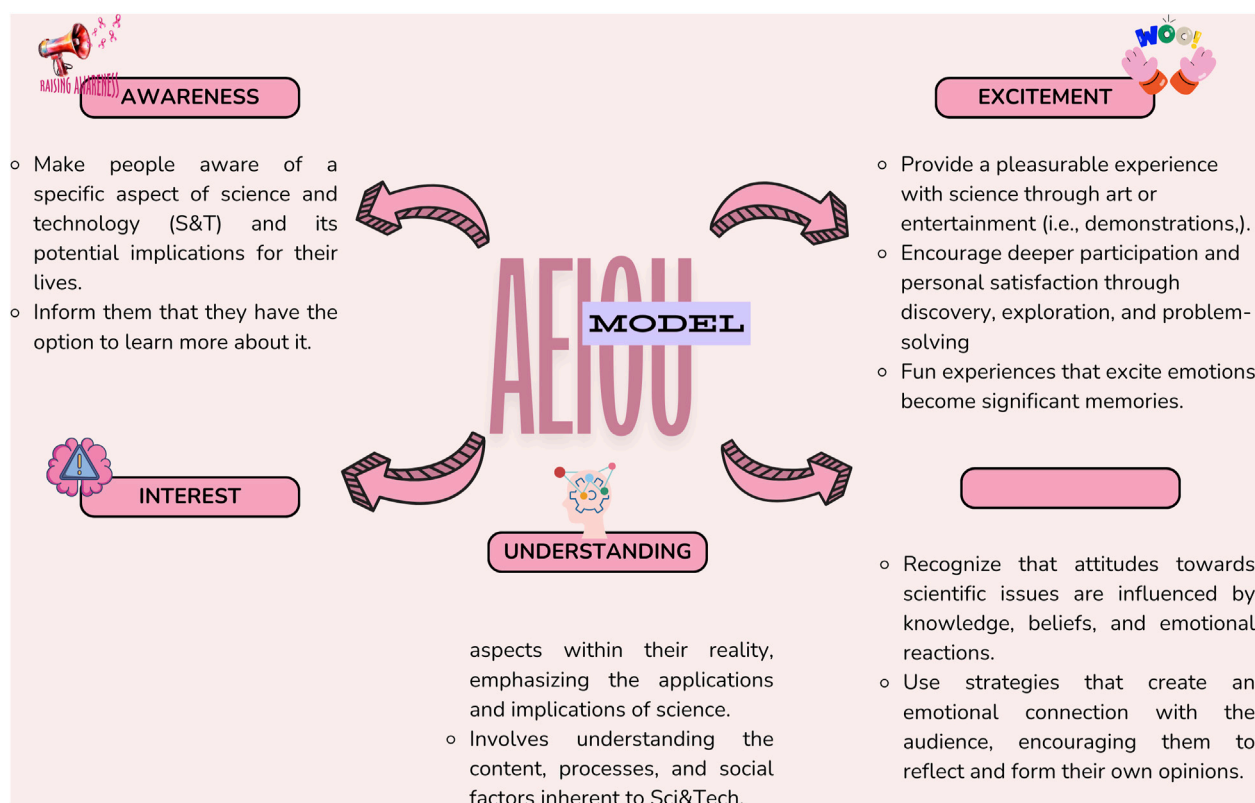 RAISING AWARENESS
AWARENESS
Make people aware of a
specific aspect of science and
technology (S&T) and its
potential implications for their
lives.
Inform them that they have the
option to learn more about it.
WOO!
EXCITEMENT
Provide a pleasurable experience
with science through art or
entertainment (i.e., demonstrations,).
Encourage deeper participation and
personal satisfaction through
discovery, exploration, and problem-
solving
Fun experiences that excite emotions
become significant memories.
AEIOU
MODEL
INTEREST
UNDERSTANDING
aspects within their reality,
emphasizing the applications
and implications of science.
Involves understanding the
content, processes, and social
factors inherent to Sci&Tech.
Recognize that attitudes towards
scientific issues are influenced by
knowledge, beliefs, and emotional
reactions.
Use strategies that create an
emotional connection with the
audience, encouraging them to
reflect and form their own opinions.